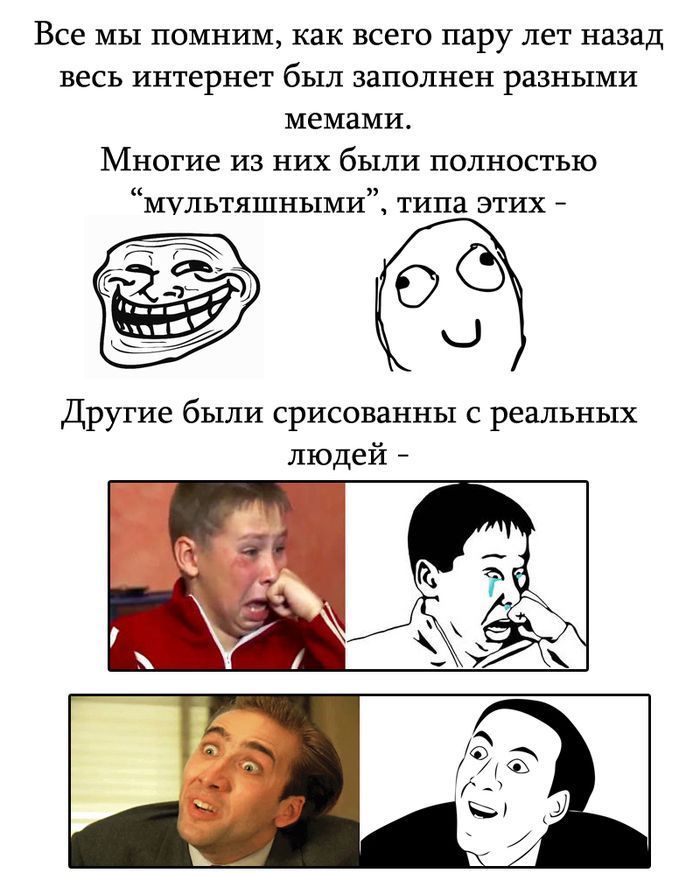 Все мы помним, как всего пару лет назад
весь интернет был заполнен разными
мемами.
Многие из них были полностью
“мультяшными”, типа этих -
Другие были срисованны с реальных
людей -